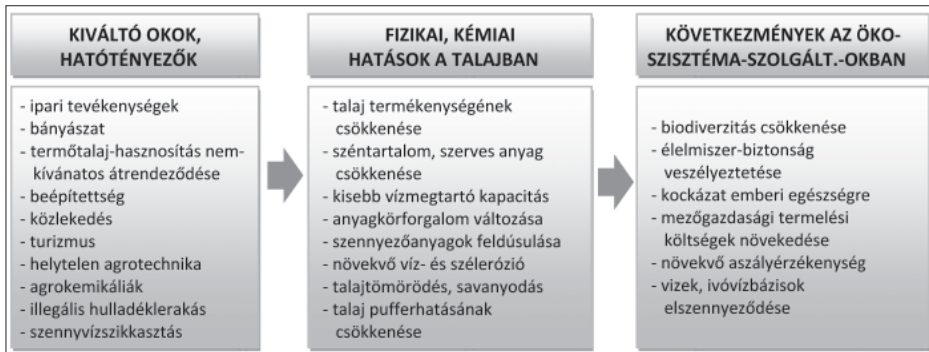 KIVÁLTÓ OKOK,
HATÓTÉNYEZŐK
- ipari tevékenységek
- bányászat
- termőtalaj-hasznosítás nem-
kívánatos átrendeződése
- beépítettség
- közlekedés
- turizmus
- helytelen agrotechnika
- agrokemikáliák
- illegális hulladéklerakás
- szennyvízszikkasztás
FIZIKAI, KÉMIAI
HATÁSOK A TALAJBAN
- talaj termékenységének
csökkenése
- széntartalom, szerves anyag
csökkenése
- kisebb vízmegtartó kapacitás
- anyagkörforgalom változása
- szennyezőanyagok feldúsulása
- növekvő víz- és szélerózió
- talajtömörödés, savanyodás
- talaj pufferhatásának
csökkenése
KÖVETKEZMÉNYEK AZ ÖKO-
SZISZTÉMA-SZOLGÁLT.-OKBAN
- biodiverzitás csökkenése
- élelmiszer-biztonság
veszélyeztetése
- kockázat emberi egészségre
- mezőgazdasági termelési
költségek növekedése
- növekvő aszályérzékenység
- vizek, ivóvízbázisok
elszennyeződése